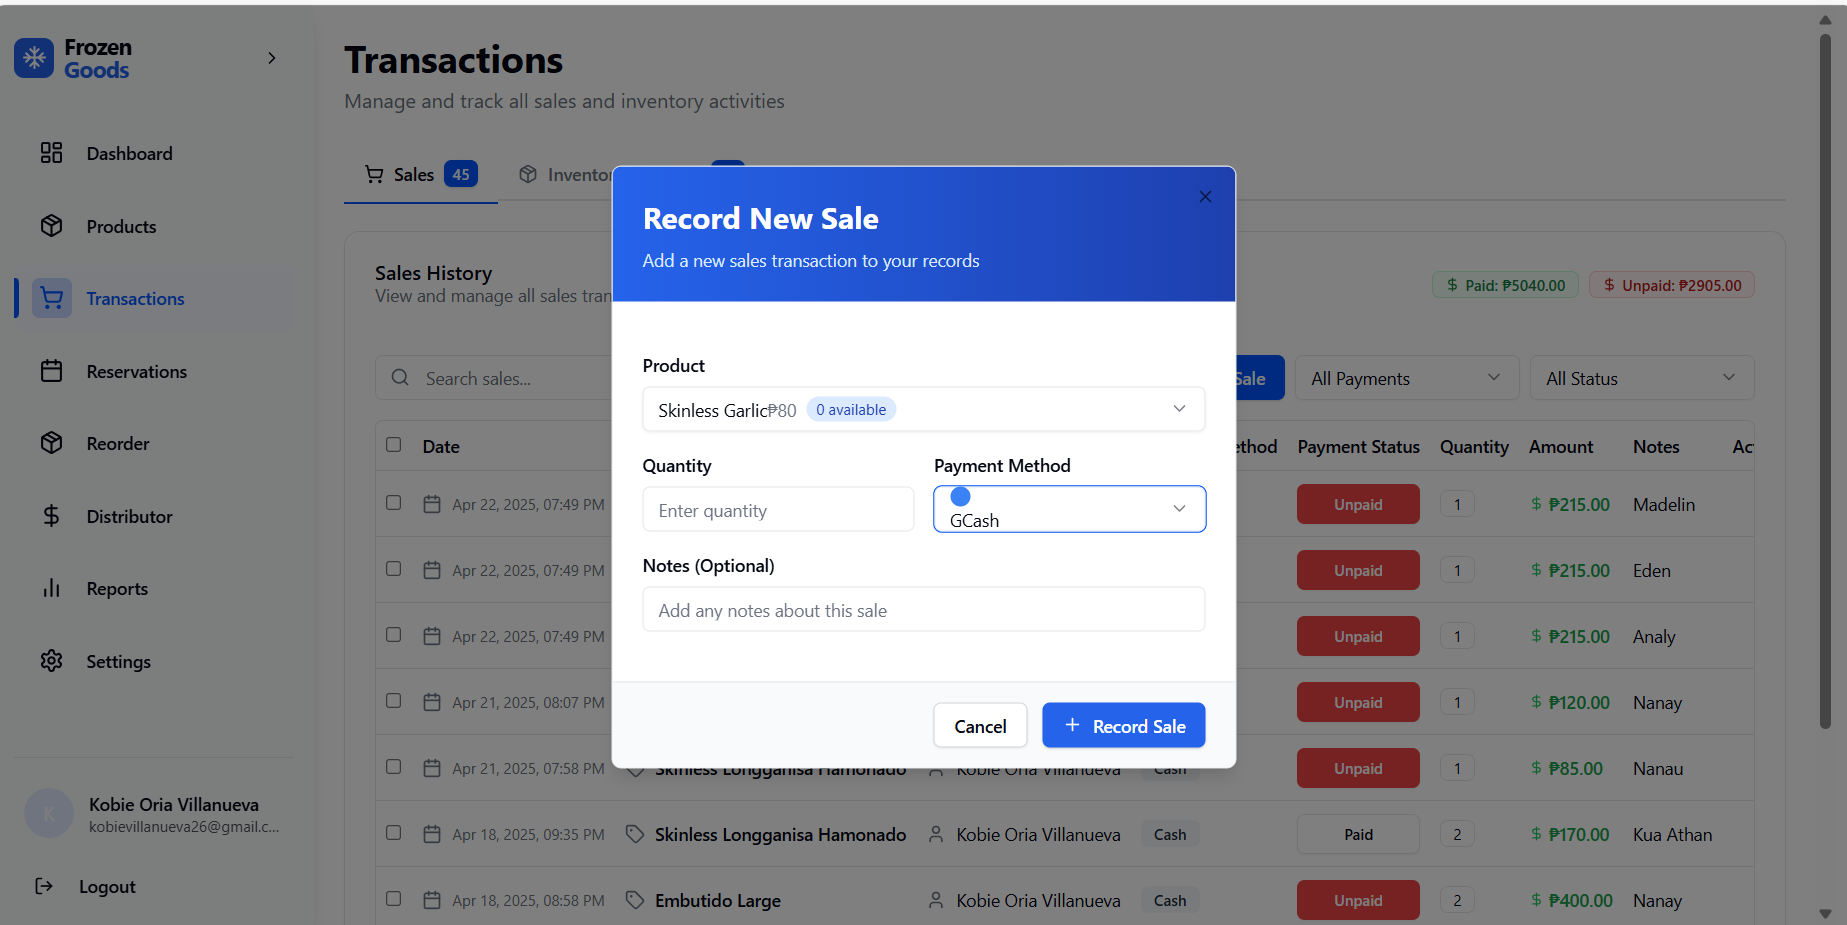 Frozen
Goods
Dashboard
Products
Transactions
Reservations
Reorder
Distributor
Reports
Settings
K
Kobie Oria Villanueva
kobievillanueva26@gmail.c...
Logout
Transactions
Manage and track all sales and inventory activities
Sales 45
Sales History
View and manage all sales
$ Paid: ₱5040.00 $ Unpaid: ₱2905.00
Search sales... Sale All Payments All Status
Date Payment Status Quantity Amount Notes
Apr 22, 2025, 07:49 PM Unpaid 1 $ ₱215.00 Madelin
Apr 22, 2025, 07:49 PM Unpaid 1 $ ₱215.00 Eden
Apr 22, 2025, 07:49 PM Unpaid 1 $ ₱215.00 Analy
Apr 21, 2025, 08:07 PM Unpaid 1 $ ₱120.00 Nanay
Apr 21, 2025, 07:58 PM Skinless Longganisa Hamonado Kobie Oria Villanueva Cash Unpaid 1 $ ₱85.00 Nanau
Apr 18, 2025, 09:35 PM Skinless Longganisa Hamonado Kobie Oria Villanueva Cash Paid 2 $ ₱170.00 Kua Athan
Apr 18, 2025, 08:58 PM Embutido Large Kobie Oria Villanueva Cash Unpaid 2 $ ₱400.00 Nanay
Record New Sale
Add a new sales transaction to your records
Product
Skinless Garlic₱80 0 available
Quantity Payment Method
Enter quantity GCash
Notes (Optional)
Add any notes about this sale
Cancel + Record Sale